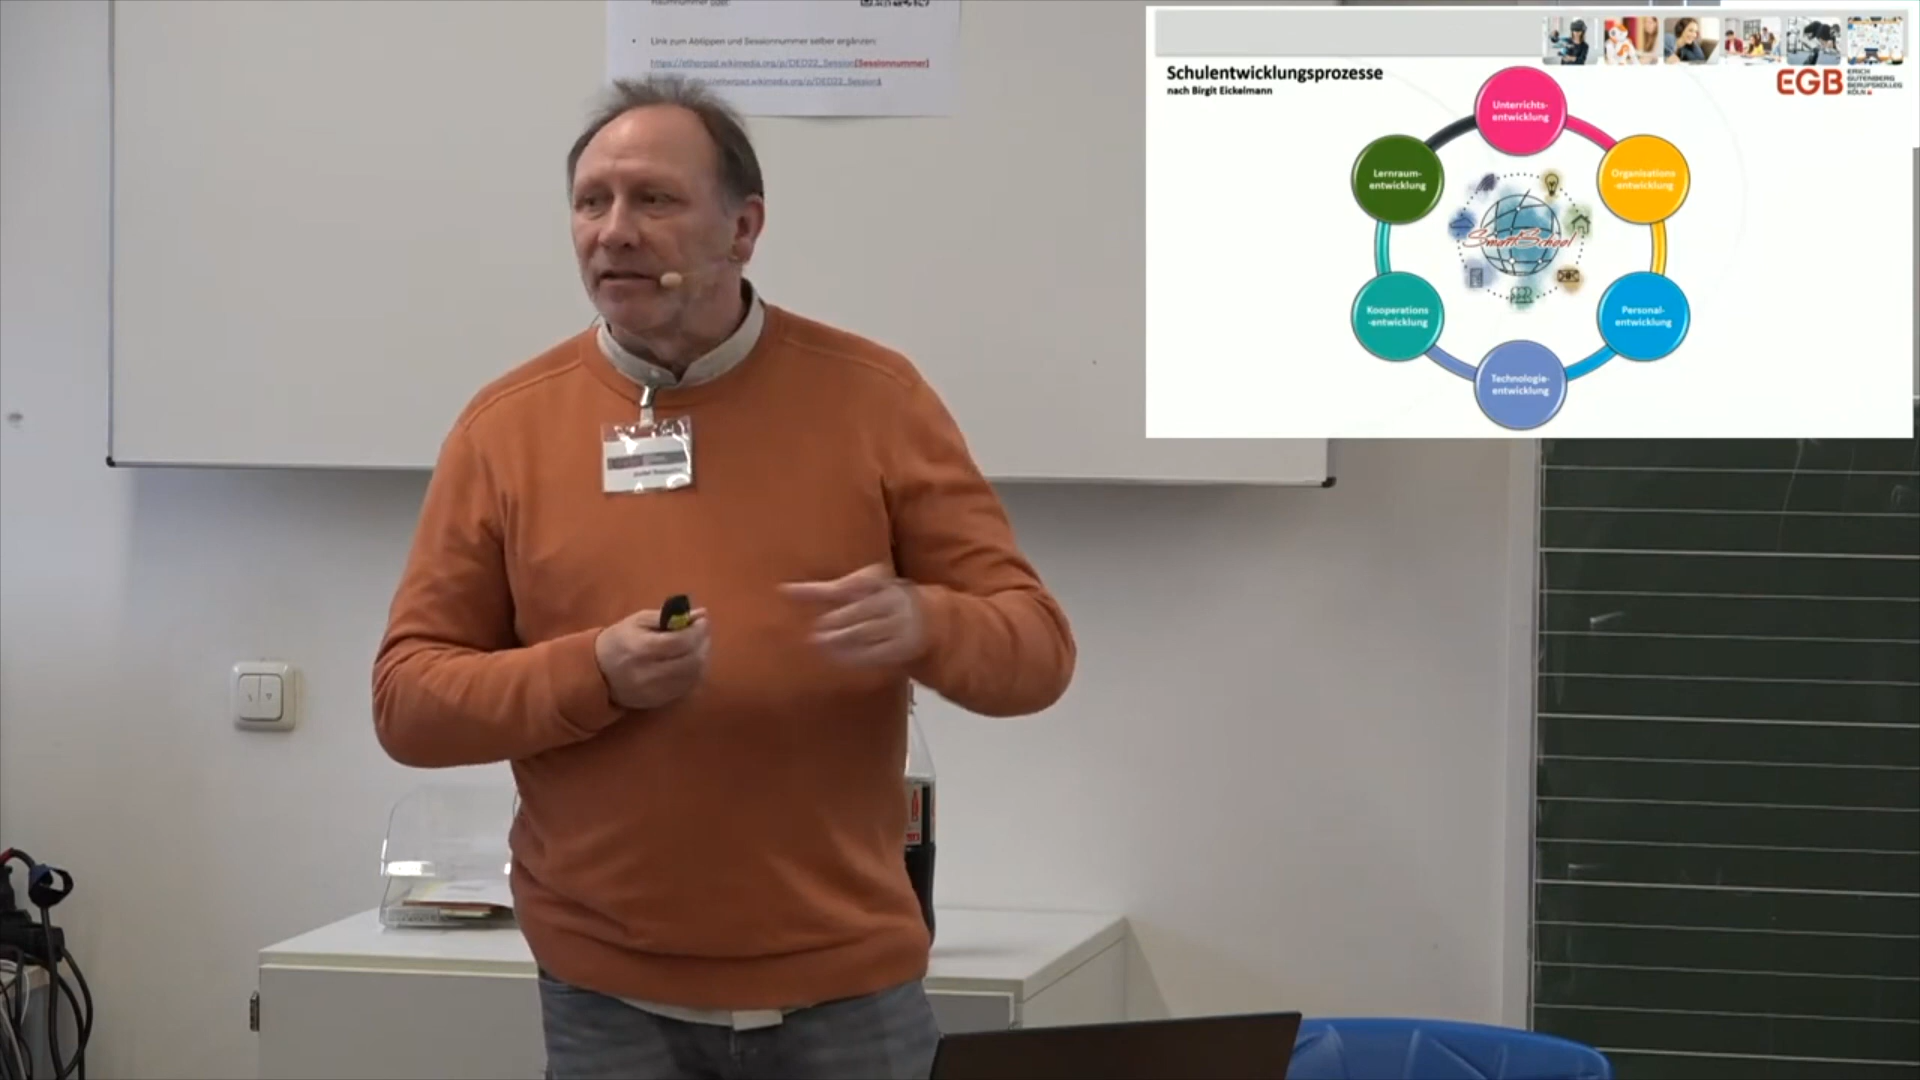 Link zum Abtippen und Sessionnummer selber ergänzen:
https://etherpad.wikimedia.org/p/DED22_Session[Sessionnummer]
Schulentwicklungsprozesse
nach Birgit Eickelmann
EGB
ERICH
GUTENBERG
BERUFSKOLLEG
KÖLN
Unterrichts-
entwicklung
Organisations
-entwicklung
Personal-
entwicklung
Technologie-
entwicklung
Kooperations
-entwicklung
Lernraum-
entwicklung
SmartSchool